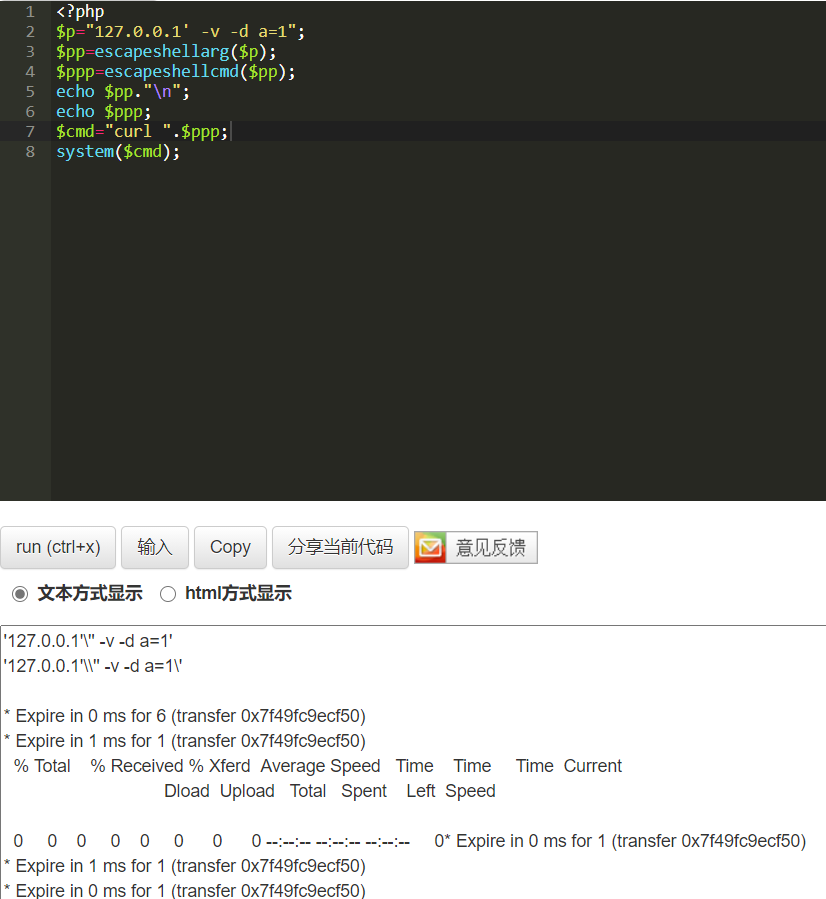 1 <?php
2 $p="127.0.0.1' -v -d a=1";
3 $pp=escapeshellarg($p);
4 $ppp=escapeshellcmd($pp);
5 echo $pp."\n";
6 echo $ppp;
7 $cmd="curl ".$ppp;
8 system($cmd);
run (ctrl+x) 输入 Copy 分享当前代码 意见反馈
文本方式显示 html方式显示
'127.0.0.1'\'' -v -d a=1'
'127.0.0.1'\\'' -v -d a=1\'
* Expire in 0 ms for 6 (transfer 0x7f49fc9ecf50)
* Expire in 1 ms for 1 (transfer 0x7f49fc9ecf50)
% Total % Received % Xferd Average Speed Time Time Time Current
Dload Upload Total Spent Left Speed
0 0 0 0 0 0 0 0 --:--:-- --:--:-- --:--:-- 0* Expire in 0 ms for 1 (transfer 0x7f49fc9ecf50)
* Expire in 1 ms for 1 (transfer 0x7f49fc9ecf50)
* Expire in 0 ms for 1 (transfer 0x7f49fc9ecf50)